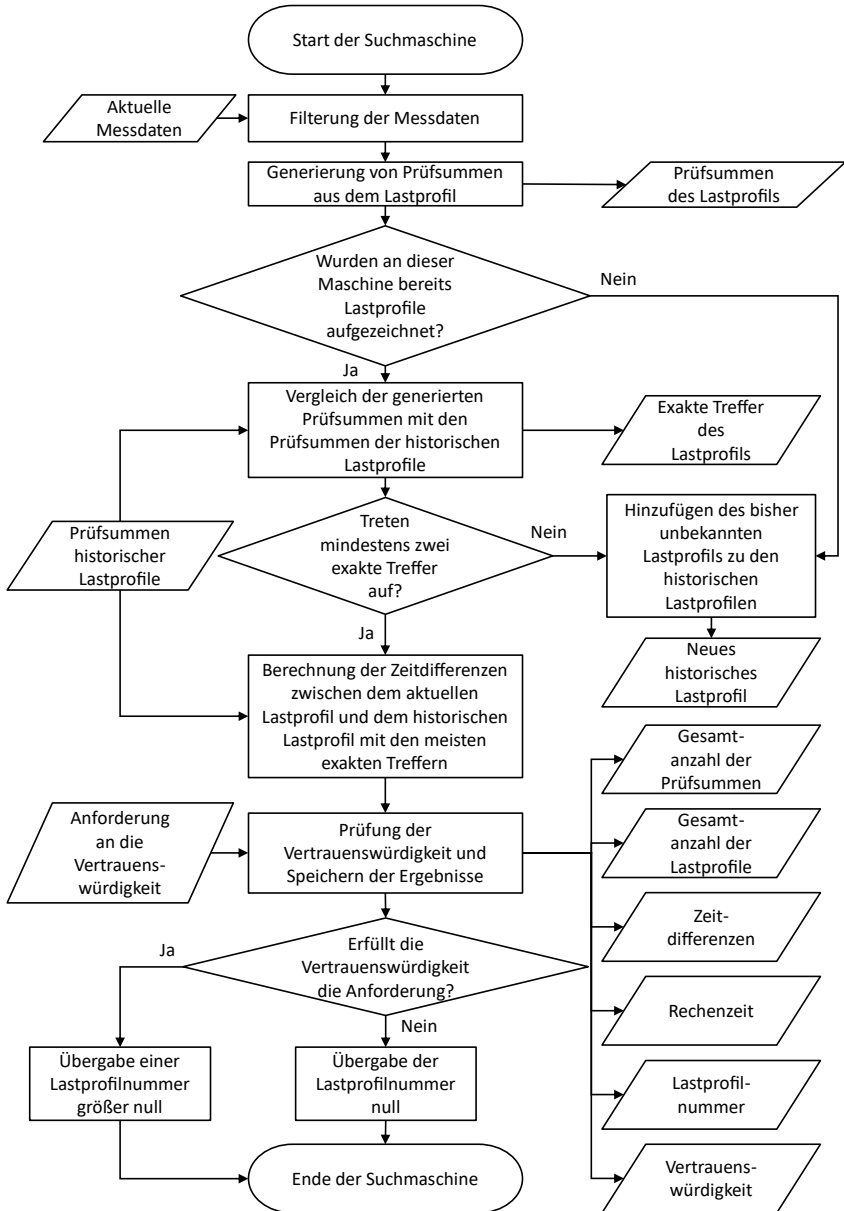 Start der Suchmaschine
Aktuelle
Messdaten
Filterung der Messdaten
Generierung von Prüfsummen
aus dem Lastprofil
Prüfsummen
des Lastprofils
Wurden an dieser
Maschine bereits
Lastprofile
aufgezeichnet?
Nein
Ja
Vergleich der generierten
Prüfsummen mit den
Prüfsummen der historischen
Lastprofile
Exakte Treffer
des
Lastprofils
Prüfsummen
historischer
Lastprofile
Treten
mindestens zwei
exakte Treffer
auf?
Nein
Hinzufügen des bisher
unbekannten
Lastprofils zu den
historischen
Lastprofilen
Ja
Neues
historisches
Lastprofil
Berechnung der Zeitdifferenzen
zwischen dem aktuellen
Lastprofil und dem historischen
Lastprofil mit den meisten
exakten Treffern
Gesamt-
anzahl der
Prüfsummen
Anforderung
an die
Vertrauens-
würdigkeit
Prüfung der
Vertrauenswürdigkeit und
Speichern der Ergebnisse
Gesamt-
anzahl der
Lastprofile
Zeit-
differenzen
Ja
Erfüllt die
Vertrauenswürdigkeit
die Anforderung?
Nein
Rechenzeit
Übergabe einer
Lastprofilnummer
größer null
Übergabe der
Lastprofilnummer
null
Lastprofil-
nummer
Ende der Suchmaschine
Vertrauens-
würdigkeit